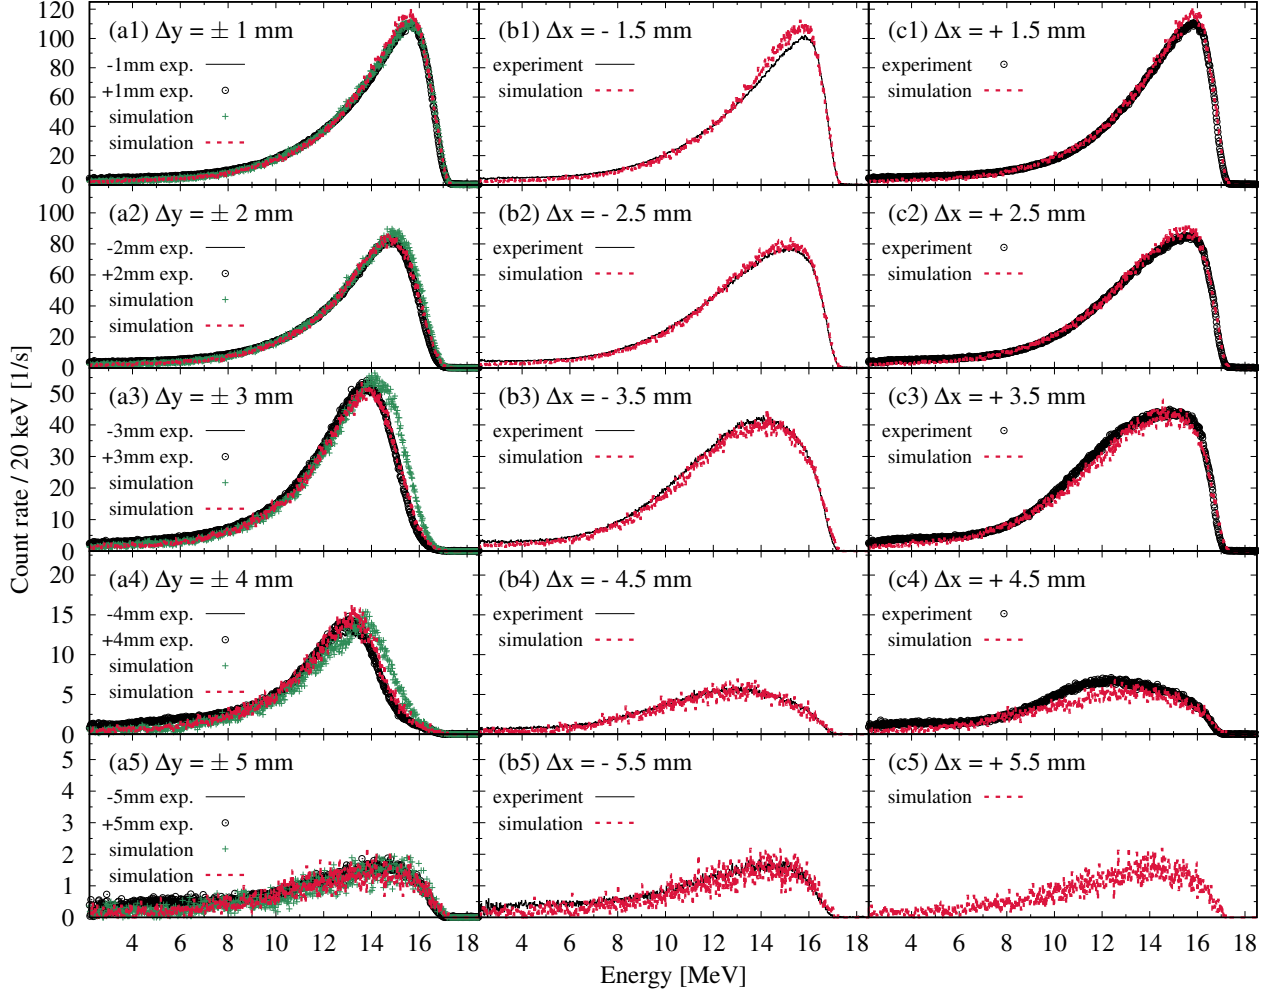 (a1) Δy = ± 1 mm
-1mm exp.
+1mm exp.
simulation
simulation
0
20
40
60
80
100
120
(b1) Δx = - 1.5 mm
experiment
simulation
(c1) Δx = + 1.5 mm
experiment
simulation
(a2) Δy = ± 2 mm
-2mm exp.
+2mm exp.
simulation
simulation
0
20
40
60
80
100
(b2) Δx = - 2.5 mm
experiment
simulation
(c2) Δx = + 2.5 mm
experiment
simulation
(a3) Δy = ± 3 mm
-3mm exp.
+3mm exp.
simulation
simulation
0
10
20
30
40
50
(b3) Δx = - 3.5 mm
experiment
simulation
(c3) Δx = + 3.5 mm
experiment
simulation
(a4) Δy = ± 4 mm
-4mm exp.
+4mm exp.
simulation
simulation
0
5
10
15
20
(b4) Δx = - 4.5 mm
experiment
simulation
(c4) Δx = + 4.5 mm
experiment
simulation
(a5) Δy = ± 5 mm
-5mm exp.
+5mm exp.
simulation
simulation
0
1
2
3
4
5
(b5) Δx = - 5.5 mm
experiment
simulation
(c5) Δx = + 5.5 mm
simulation
4 6 8 10 12 14 16 18
4 6 8 10 12 14 16 18
4 6 8 10 12 14 16 18
Energy [MeV]
Count rate / 20 keV [1/s]